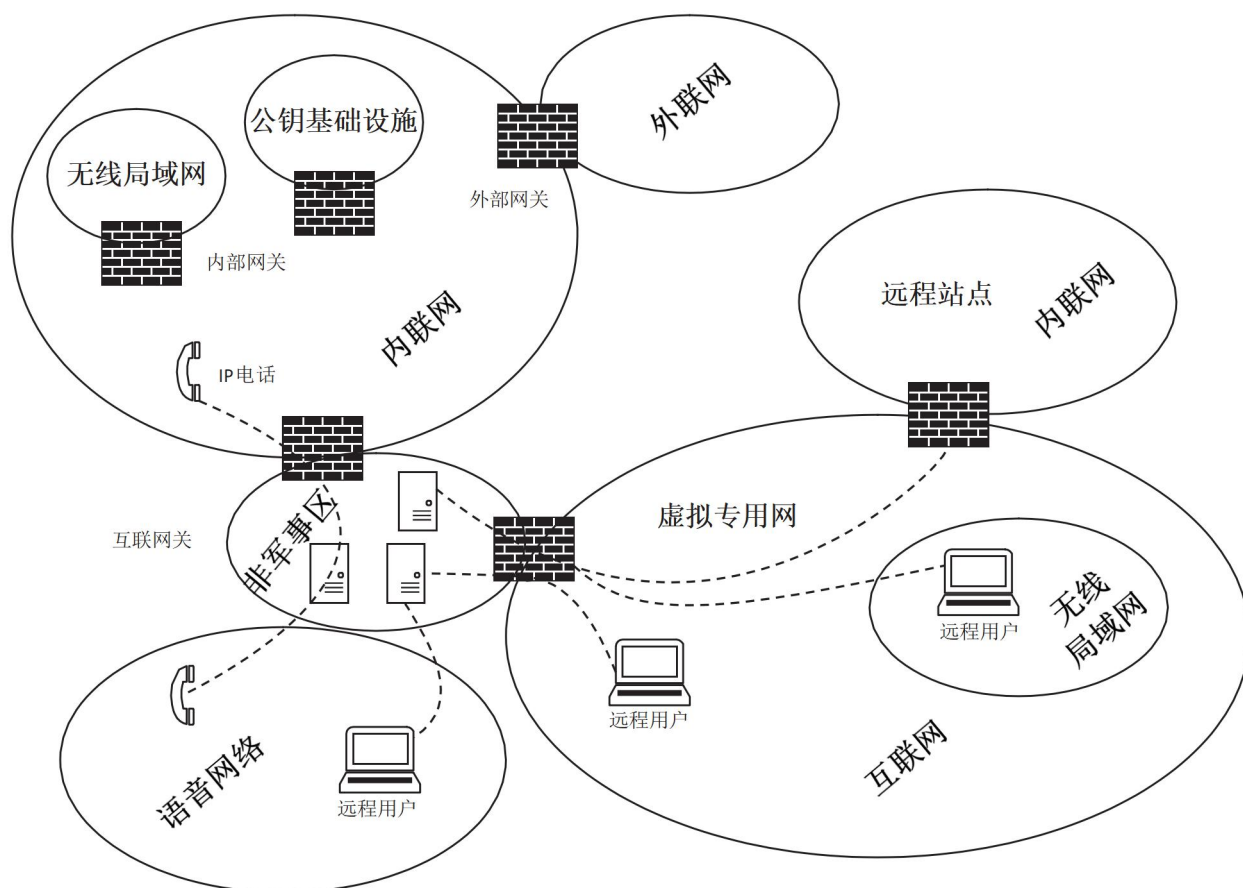 外联网
公钥基础设施
无线局域网
外部网关
内部网关
远程站点
内联网
内联网
IP电话
非军事区
虚拟专用网
互联网关
无线
局域网
远程用户
远程用户
互联网
语音网络
远程用户